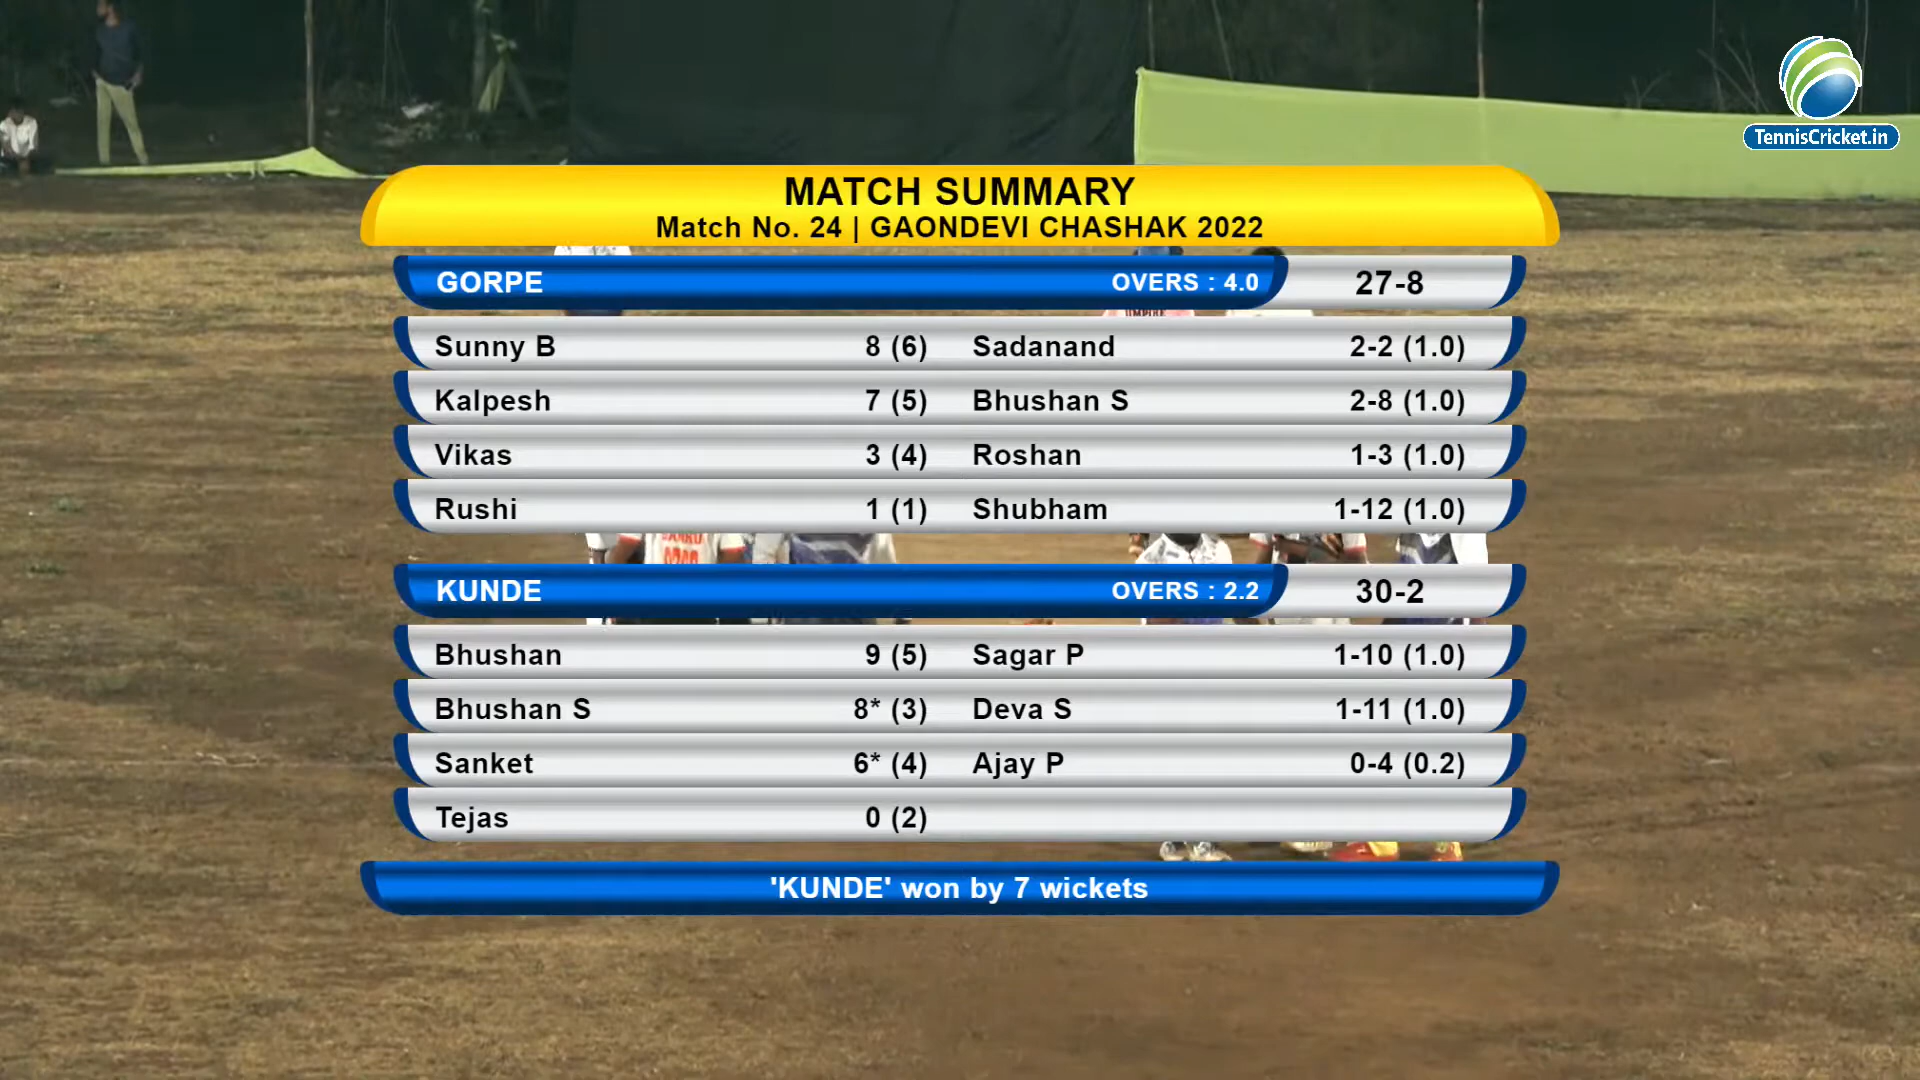 TennisCricket.in
MATCH SUMMARY
Match No. 24 | GAONDEVI CHASHAK 2022
GORPE OVERS : 4.0 27-8
UMPIRE
Sunny B 8 (6) Sadanand 2-2 (1.0)
Kalpesh 7 (5) Bhushan S 2-8 (1.0)
Vikas 3 (4) Roshan 1-3 (1.0)
Rushi 1 (1) Shubham 1-12 (1.0)
KUNDE OVERS : 2.2 30-2
Bhushan 9 (5) Sagar P 1-10 (1.0)
Bhushan S 8* (3) Deva S 1-11 (1.0)
Sanket 6* (4) Ajay P 0-4 (0.2)
Tejas 0 (2)
'KUNDE' won by 7 wickets